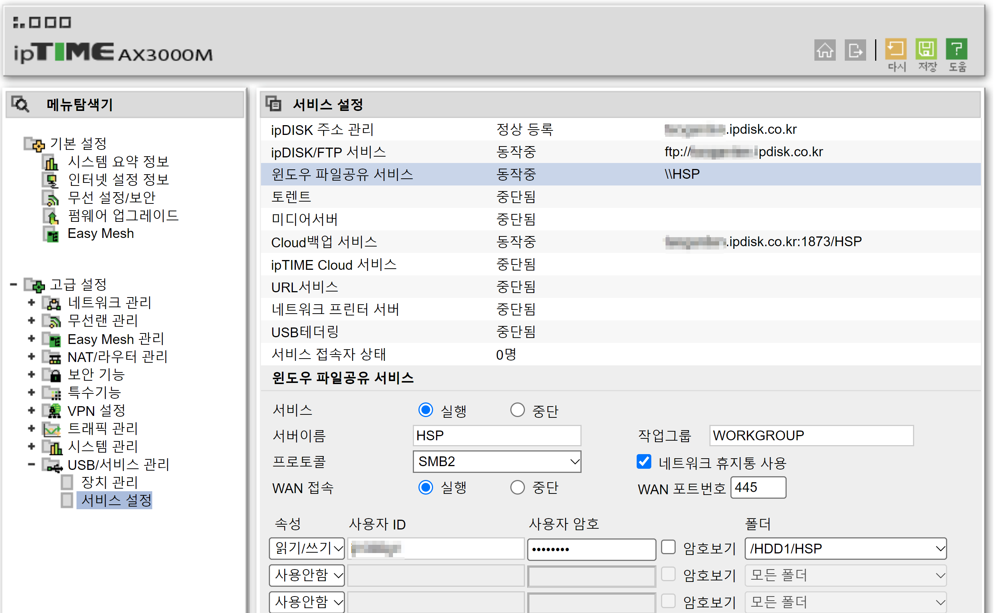 ipTIME AX3000M
다시 저장 도움
메뉴탐색기
기본 설정
시스템 요약 정보
인터넷 설정 정보
무선 설정/보안
펌웨어 업그레이드
Easy Mesh
고급 설정
네트워크 관리
무선랜 관리
Easy Mesh 관리
NAT/라우터 관리
보안 기능
특수기능
VPN 설정
트래픽 관리
시스템 관리
USB/서비스 관리
장치 관리
서비스 설정
서비스 설정
ipDISK 주소 관리 정상 등록 .ipdisk.co.kr
ipDISK/FTP 서비스 동작중 ftp:// ipdisk.co.kr
윈도우 파일공유 서비스 동작중 \\HSP
토렌트 중단됨
미디어서버 중단됨
Cloud백업 서비스 동작중 .ipdisk.co.kr:1873/HSP
ipTIME Cloud 서비스 중단됨
URL서비스 중단됨
네트워크 프린터 서버 중단됨
USB테더링 중단됨
서비스 접속자 상태 0명
윈도우 파일공유 서비스
서비스 실행 중단
서버이름 HSP 작업그룹 WORKGROUP
프로토콜 SMB2 네트워크 휴지통 사용
WAN 접속 실행 중단 WAN 포트번호 445
속성 사용자 ID 사용자 암호 폴더
읽기/쓰기 •••••••• 암호보기 /HDD1/HSP
사용안함 암호보기 모든 폴더
사용안함 암호보기 모든 폴더